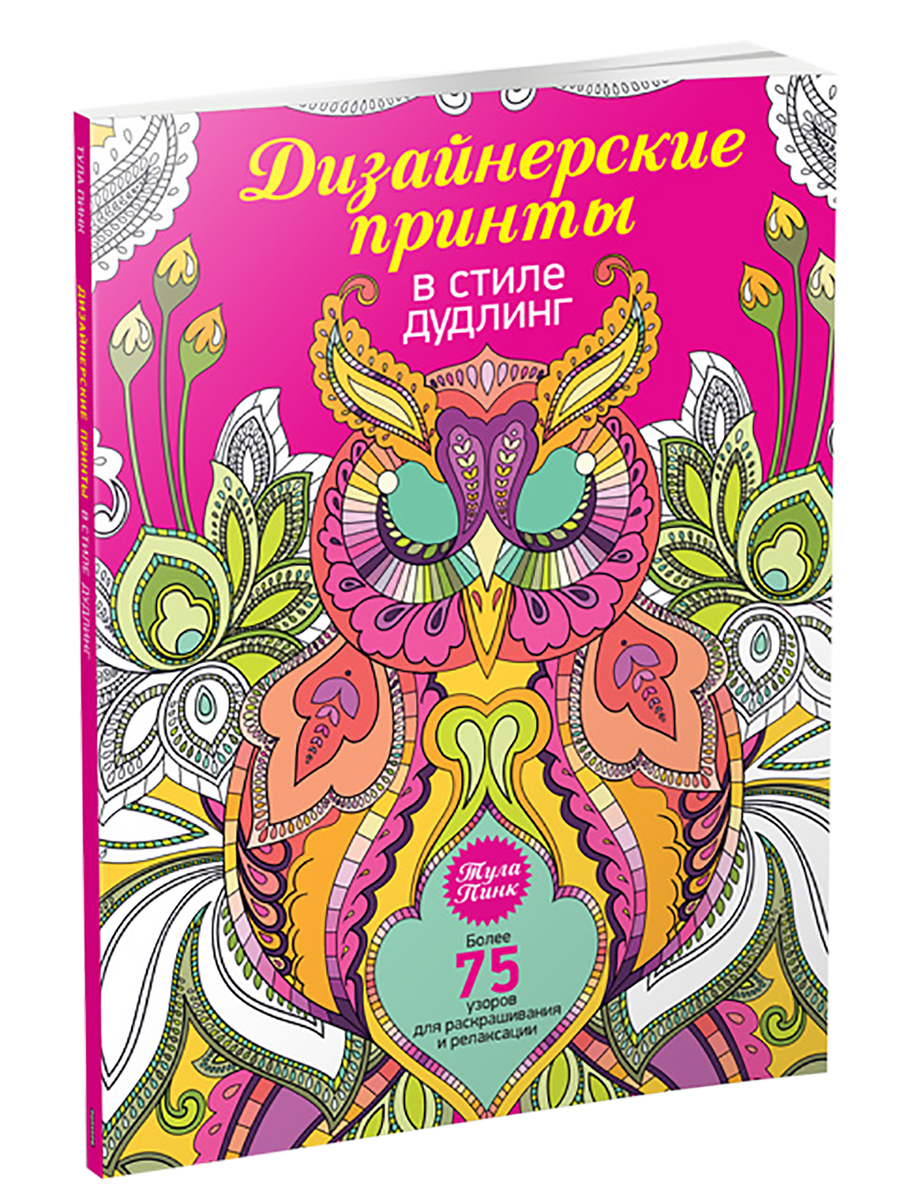 Дизайнерские
принты
в стиле
дудлинг
Тула
Пинк
Более
75
узоров
для раскрашивания
и релаксации
ТУЛА ПИНК ДИЗАЙНЕРСКИЕ ПРИНТЫ В СТИЛЕ ДУДЛИНГ